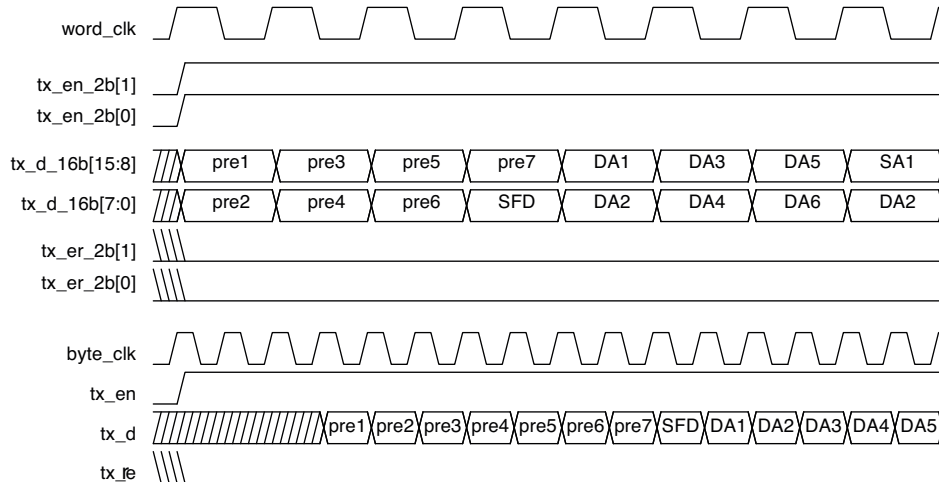 word_clk
tx_en_2b[1]
tx_en_2b[0]
tx_d_16b[15:8] pre1 pre3 pre5 pre7 DA1 DA3 DA5 SA1
tx_d_16b[7:0] pre2 pre4 pre6 SFD DA2 DA4 DA6 DA2
tx_er_2b[1]
tx_er_2b[0]
byte_clk
tx_en
tx_d pre1 pre2 pre3 pre4 pre5 pre6 pre7 SFD DA1 DA2 DA3 DA4 DA5
tx_re